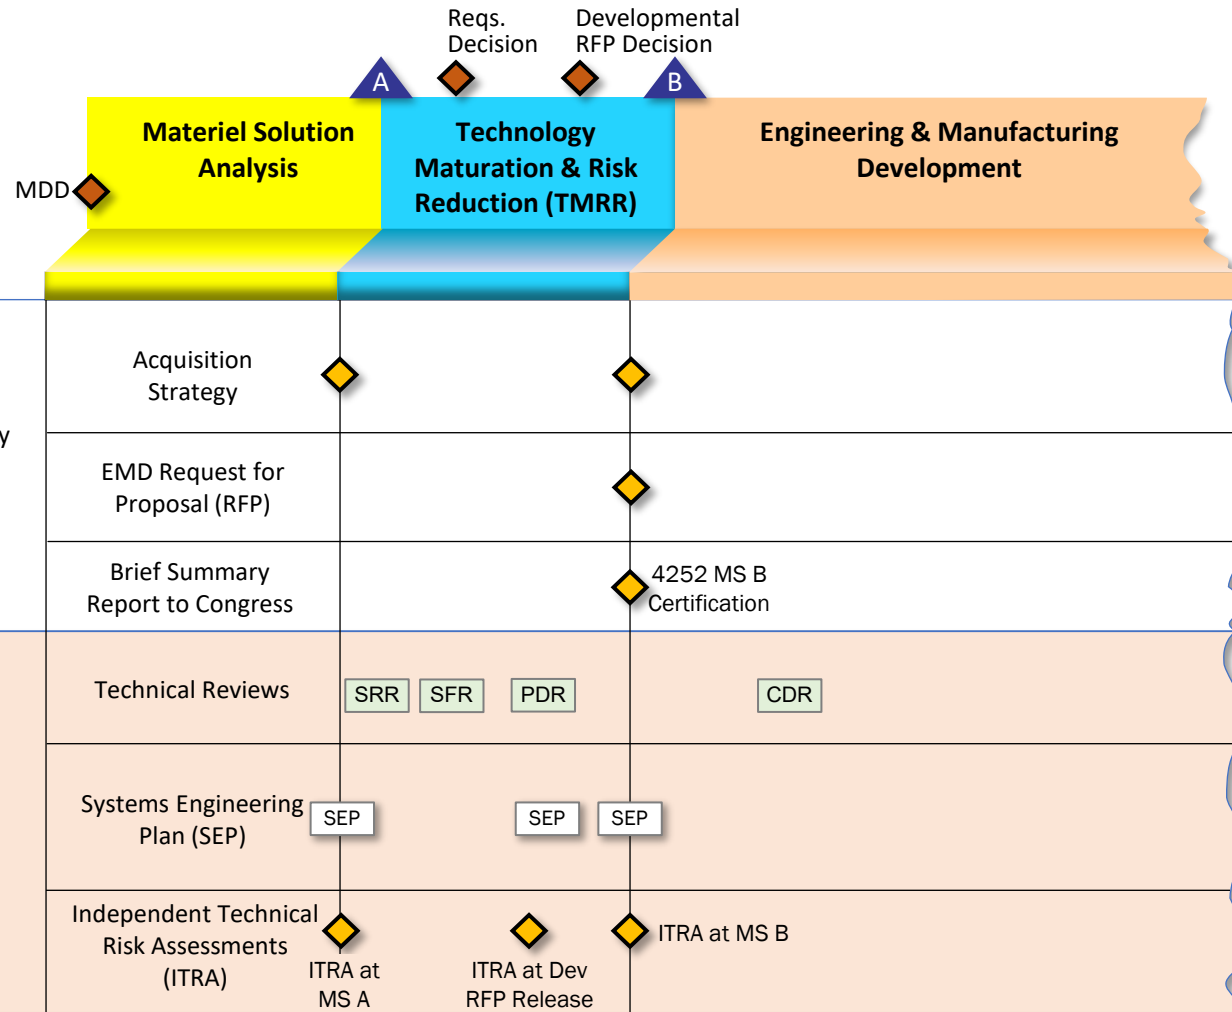 Reqs.
Decision
Developmental
RFP Decision
A
B
Materiel Solution
Analysis
Technology
Maturation & Risk
Reduction (TMRR)
Engineering & Manufacturing
Development
MDD
Acquisition
Strategy
y
EMD Request for
Proposal (RFP)
Brief Summary
Report to Congress
4252 MS B
Certification
Technical Reviews
SRR
SFR
PDR
CDR
Systems Engineering
Plan (SEP)
SEP
SEP
SEP
Independent Technical
Risk Assessments
(ITRA)
ITRA at
MS A
ITRA at Dev
RFP Release
ITRA at MS B